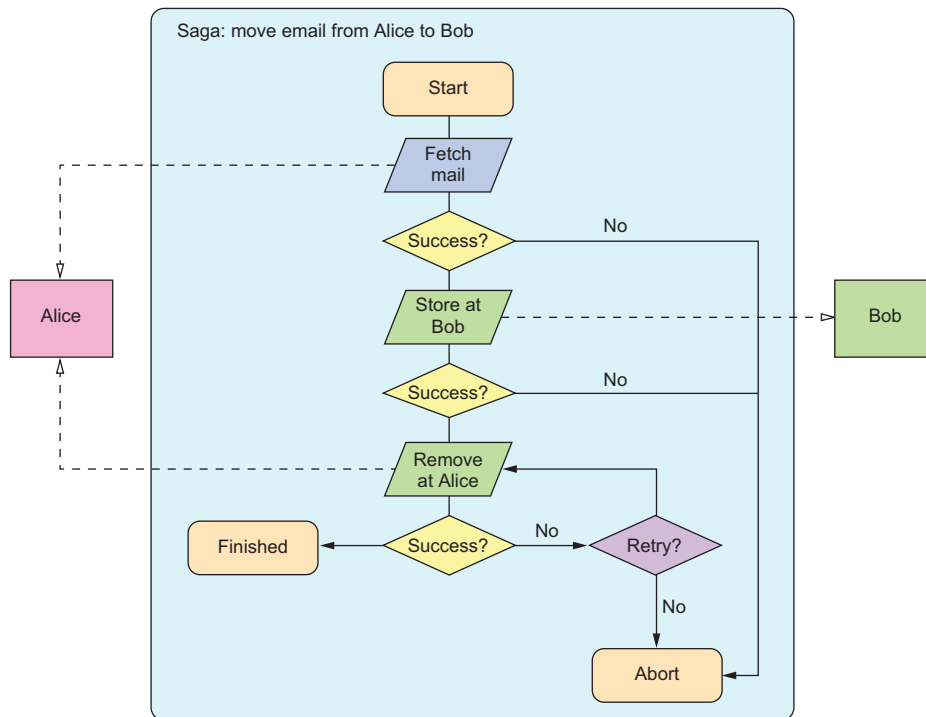 Saga: move email from Alice to Bob
Start
Fetch
mail
Success?
No
Alice
Store at
Bob
Bob
Success?
No
Remove
at Alice
Finished
Success?
No
Retry?
No
Abort